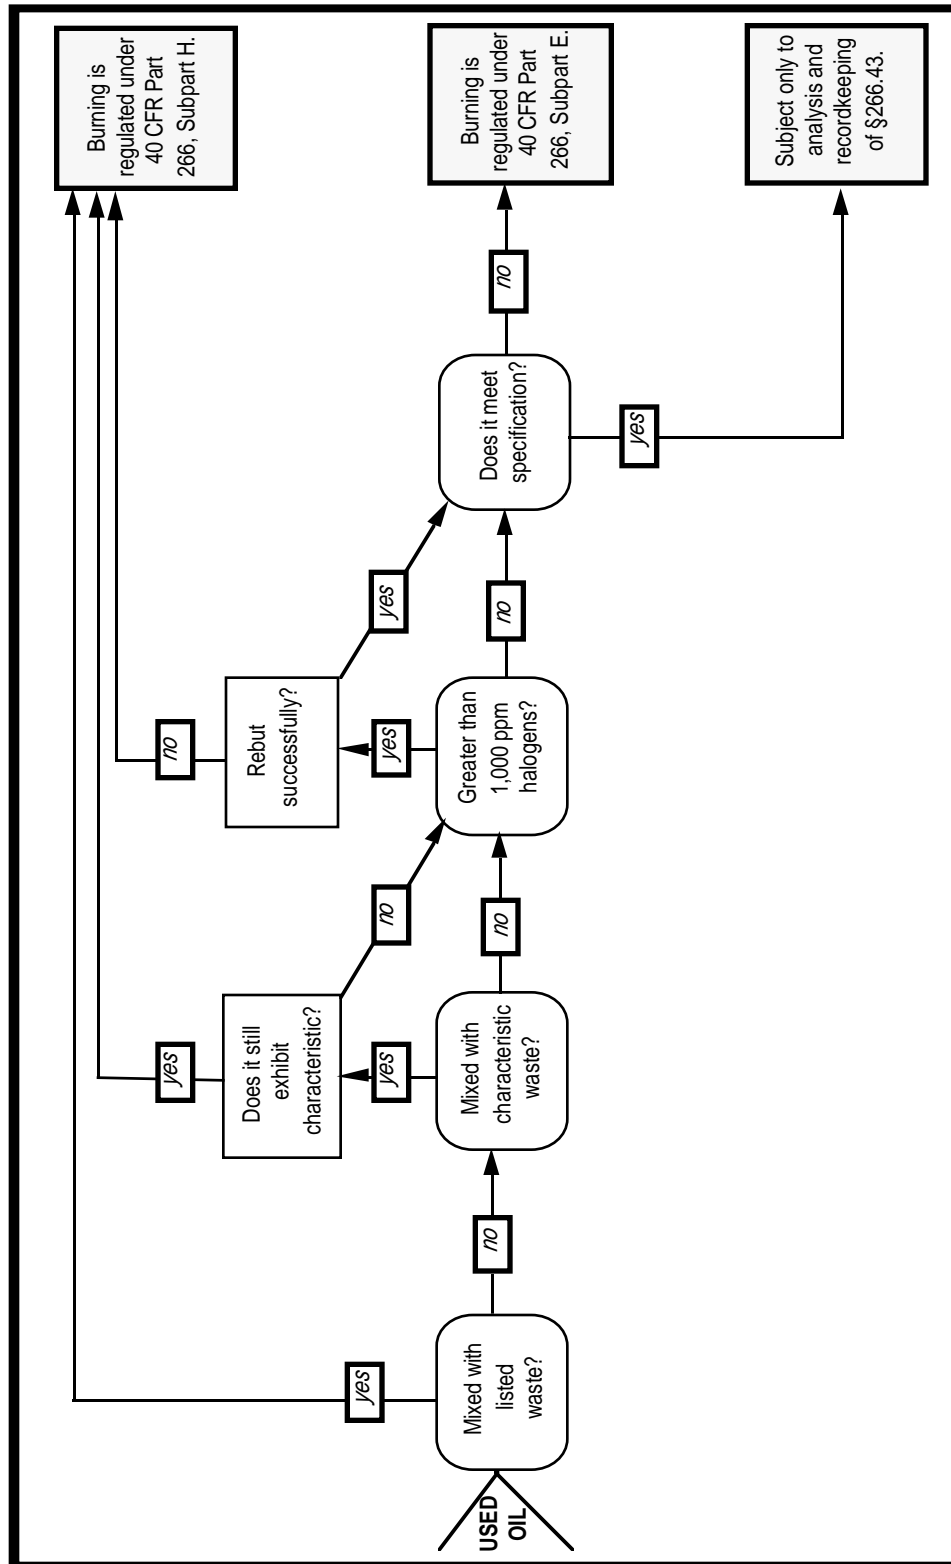 USED
OIL
Mixed with
listed
waste?
yes
no
Mixed with
characteristic
waste?
yes
no
Does it still
exhibit
characteristic?
yes
no
Greater than
1,000 ppm
halogens?
yes
no
Rebut
successfully?
no
yes
Does it meet
specification?
no
yes
Burning is
regulated under
40 CFR Part
266, Subpart H.
Burning is
regulated under
40 CFR Part
266, Subpart E.
Subject only to
analysis and
recordkeeping
of §266.43.